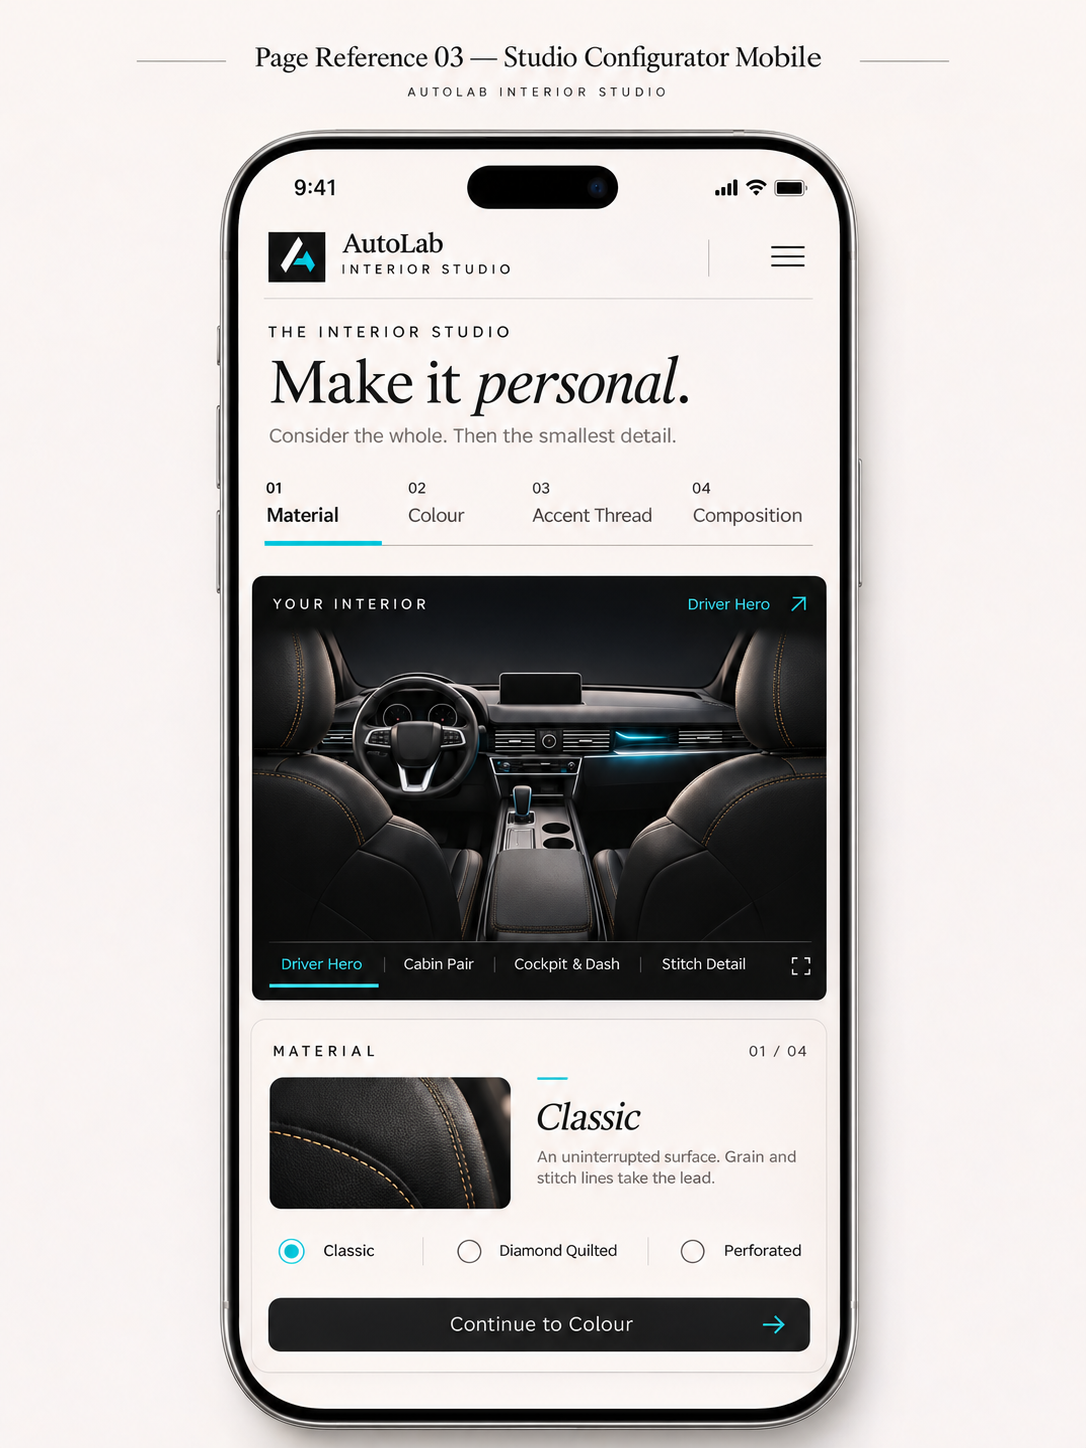 Page Reference 03 — Studio Configurator Mobile
AUTOLAB INTERIOR STUDIO
9:41
AutoLab
INTERIOR STUDIO
THE INTERIOR STUDIO
Make it personal.
Consider the whole. Then the smallest detail.
01 02 03 04
Material Colour Accent Thread Composition
YOUR INTERIOR Driver Hero
Driver Hero Cabin Pair Cockpit & Dash Stitch Detail
MATERIAL 01 / 04
Classic
An uninterrupted surface. Grain and
stitch lines take the lead.
Classic Diamond Quilted Perforated
Continue to Colour